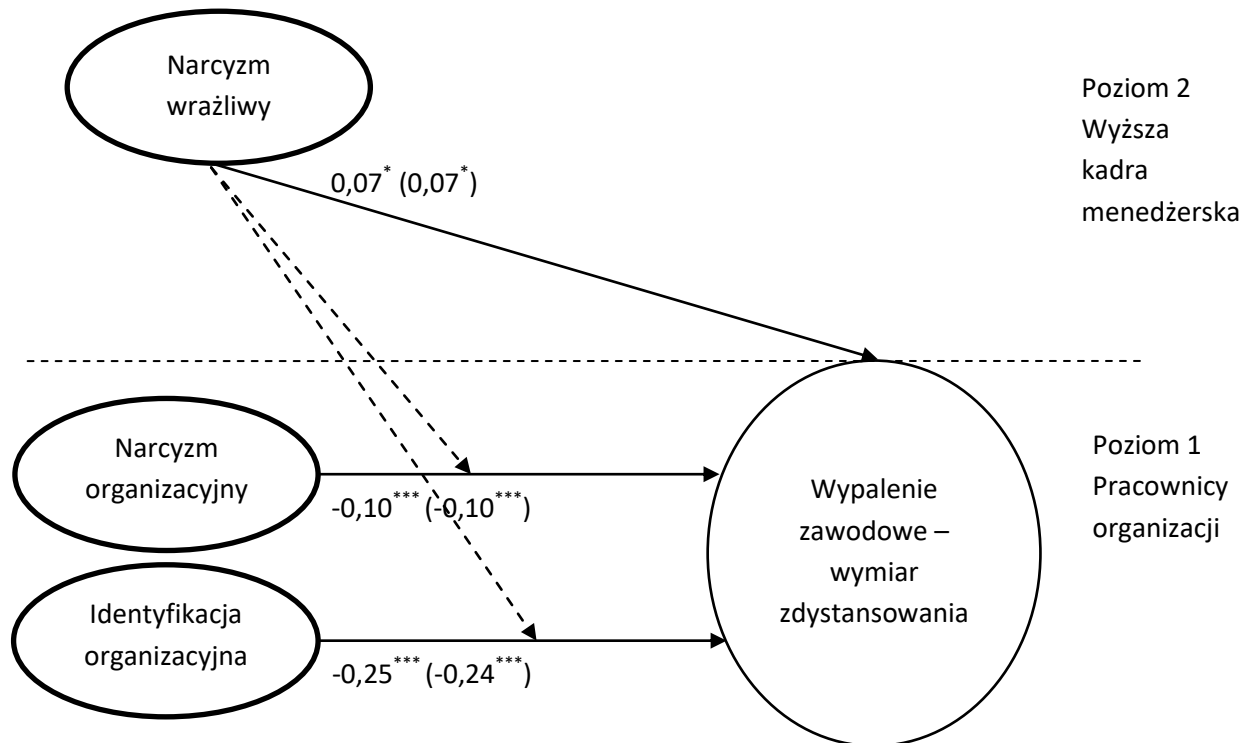 Narcyzm
wrażliwy
Poziom 2
Wyższa
kadra
menedżerska
0,07* (0,07*)
Narcyzm
organizacyjny
-0,10*** (-0,10***)
Identyfikacja
organizacyjna
-0,25*** (-0,24***)
Wypalenie
zawodowe –
wymiar
zdystansowania
Poziom 1
Pracownicy
organizacji